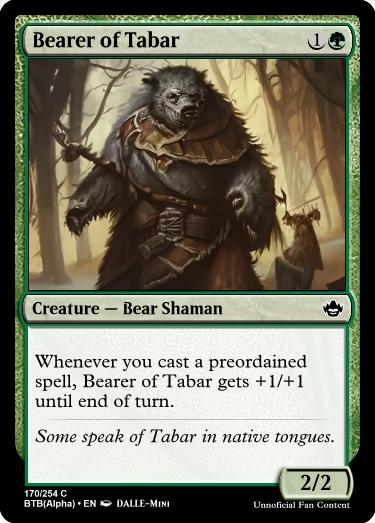 Bearer of Tabar 1
Creature — Bear Shaman
Whenever you cast a preordained
spell, Bearer of Tabar gets +1/+1
until end of turn.
Some speak of Tabar in native tongues.
2/2
170/254 C
BTB(Alpha) • EN DALLE-Mini
Unnoficial Fan Content